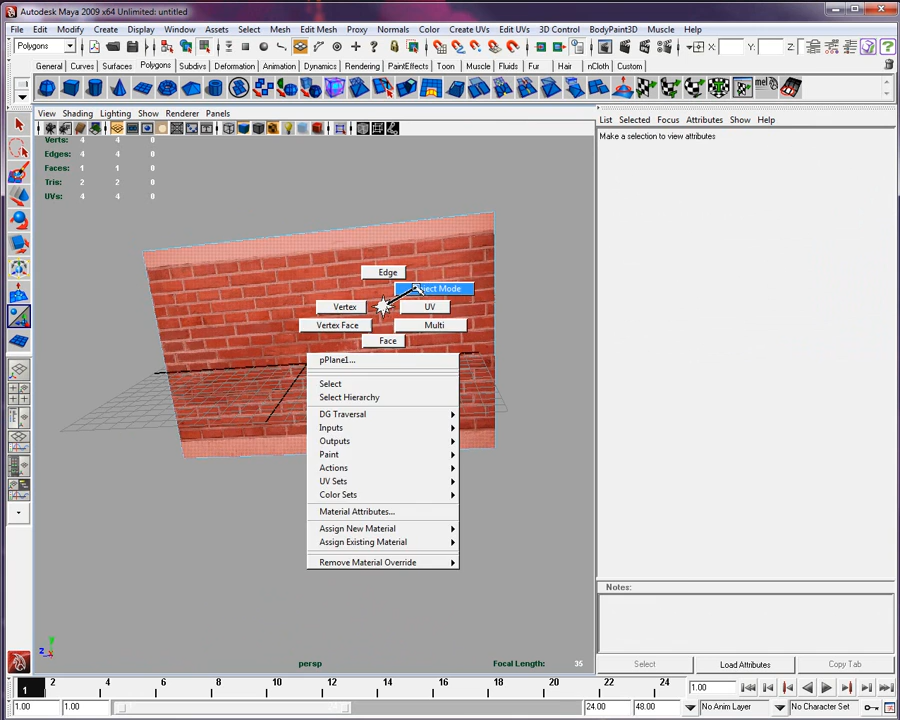 Autodesk Maya 2009 x64 Unlimited: untitled
File Edit Modify Create Display Window Assets Select Mesh Edit Mesh Proxy Normals Color Create UVs Edit UVs 3D Control BodyPaint3D Muscle Help
Polygons X: Y: Z:
General Curves Surfaces Polygons Subdivs Deformation Animation Dynamics Rendering PaintEffects Toon Muscle Fluids Fur Hair nCloth Custom
View Shading Lighting Show Renderer Panels
List Selected Focus Attributes Show Help
Make a selection to view attributes
Verts: 4 4 0
Edges: 4 4 0
Faces: 1 1 0
Tris: 2 2 0
UVs: 4 4 0
Edge
ject Mode
Vertex UV
Vertex Face Multi
Face
pPlane1...
Select
Select Hierarchy
DG Traversal
Inputs
Outputs
Paint
Actions
UV Sets
Color Sets
Material Attributes...
Assign New Material
Assign Existing Material
Remove Material Override
Notes:
y
z x
persp Focal Length: 35
Select Load Attributes Copy Tab
1 2 4 6 8 10 12 14 16 18 20 22 24 1.00
1.00 1.00 24.00 48.00 No Anim Layer No Character Set